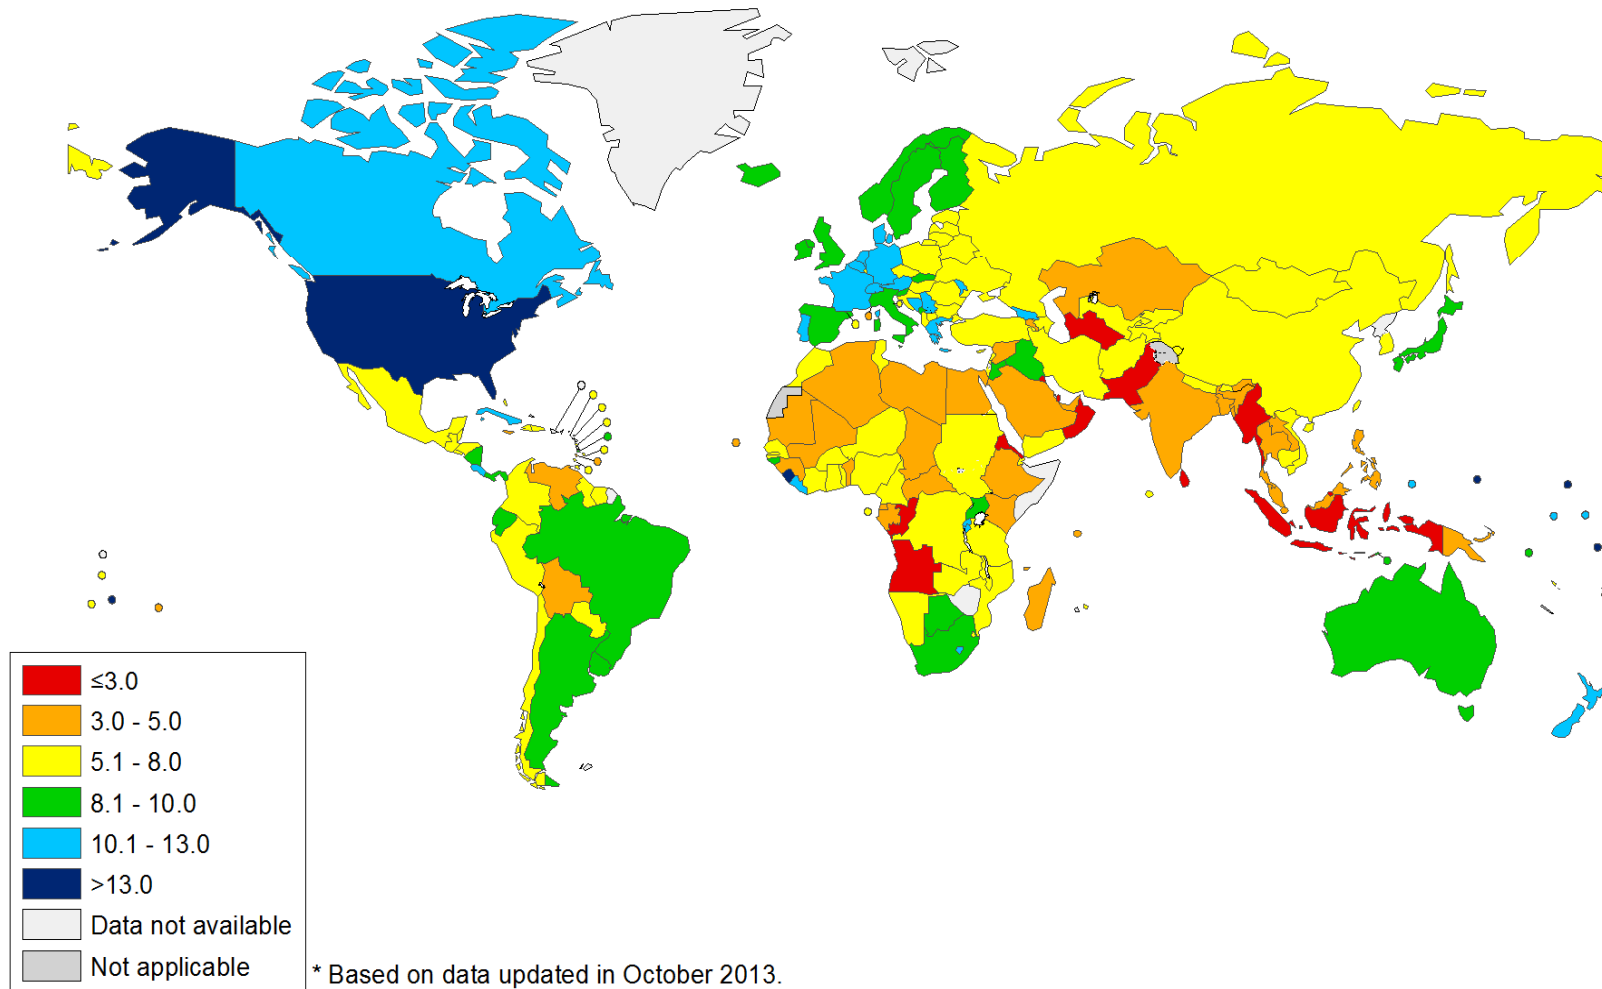 ≤3.0
3.0 - 5.0
5.1 - 8.0
8.1 - 10.0
10.1 - 13.0
>13.0
Data not available
Not applicable
* Based on data updated in October 2013.